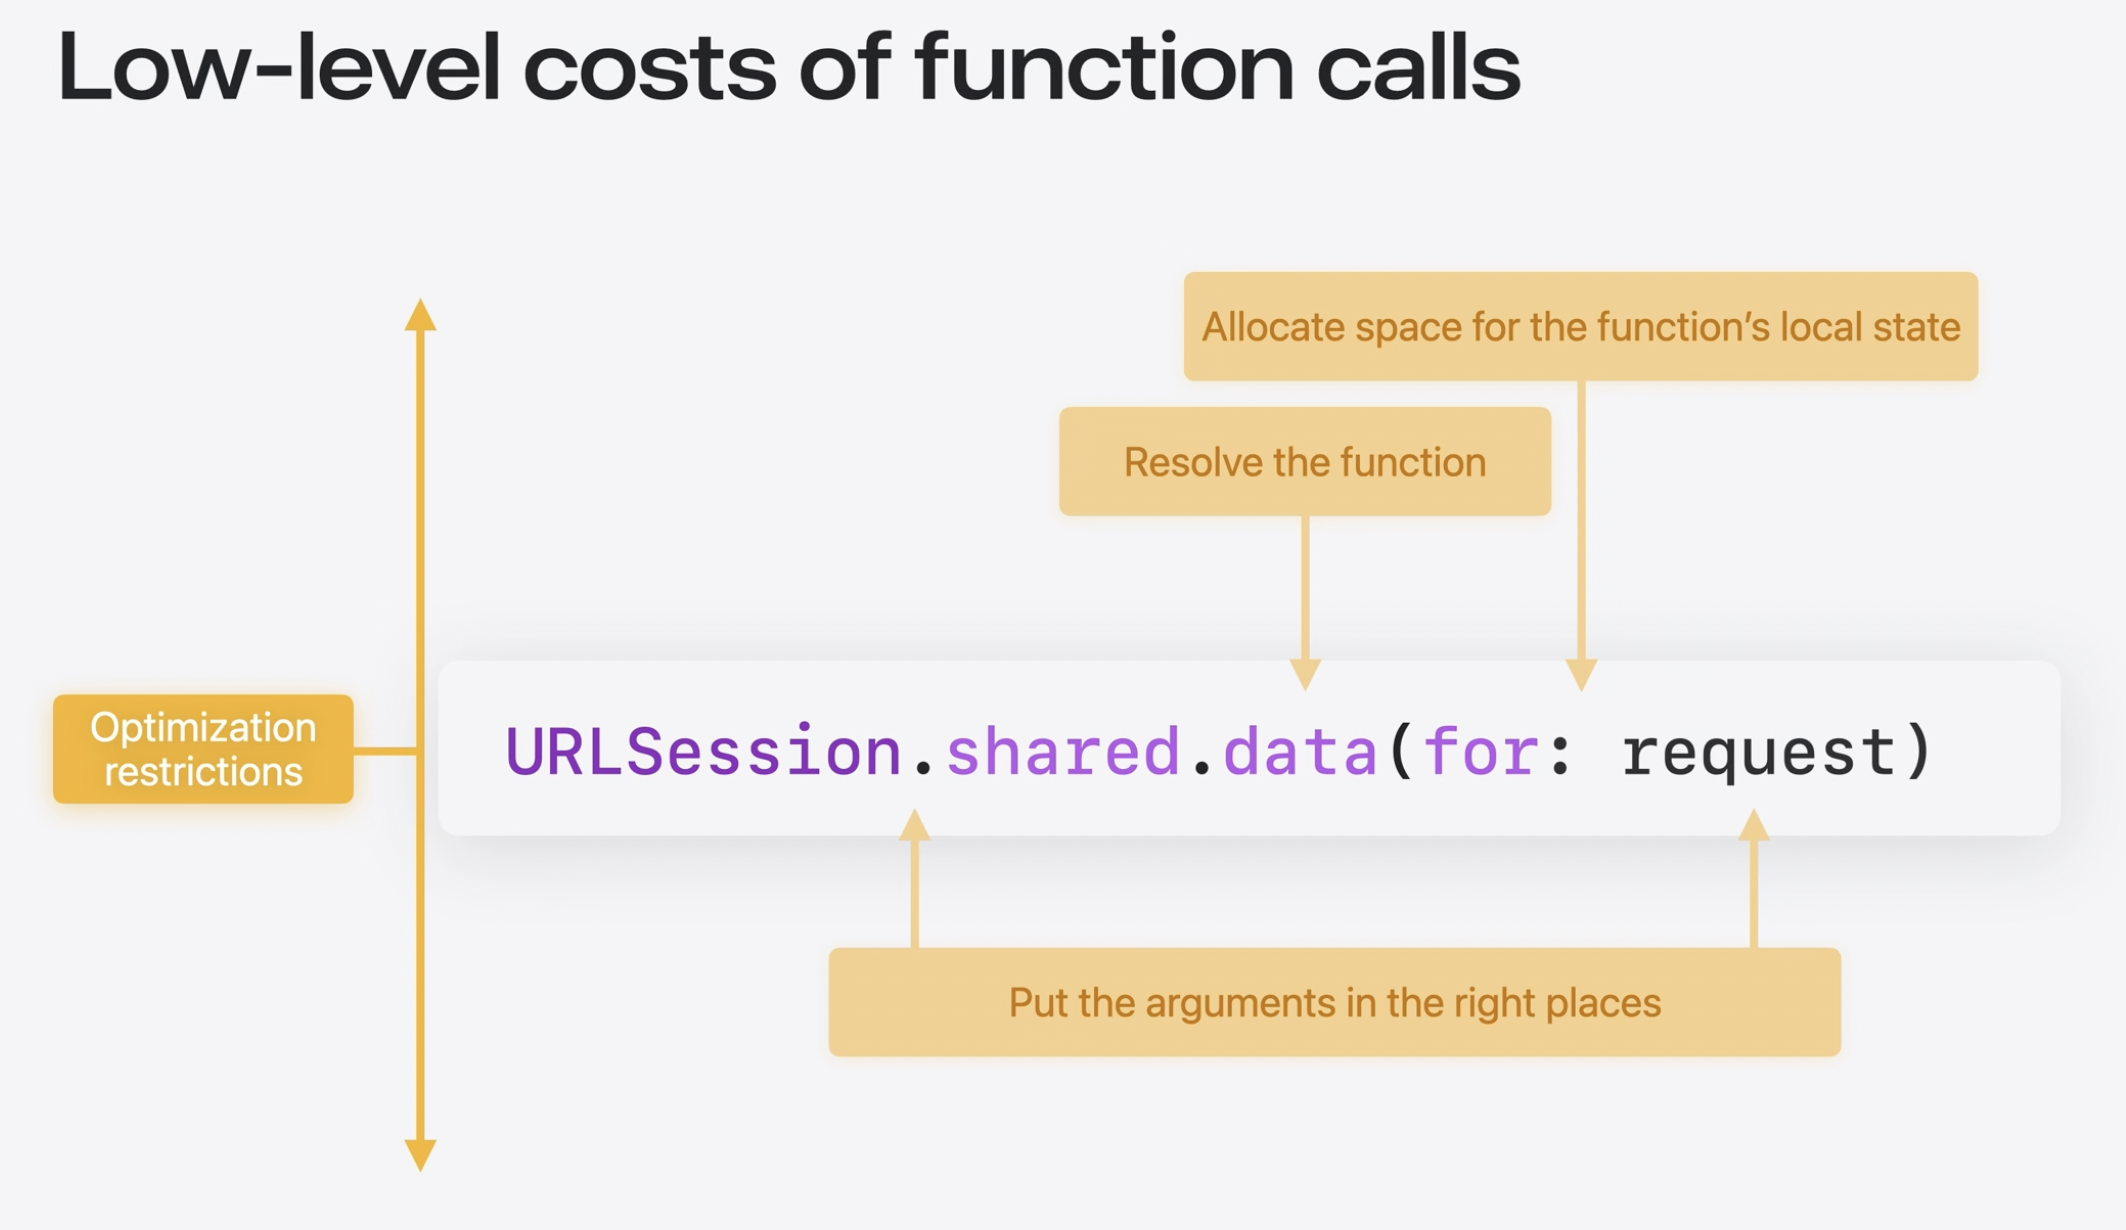 Low-level costs of function calls
Allocate space for the function’s local state
Resolve the function
Optimization
restrictions
URLSession.shared.data(for: request)
Put the arguments in the right places